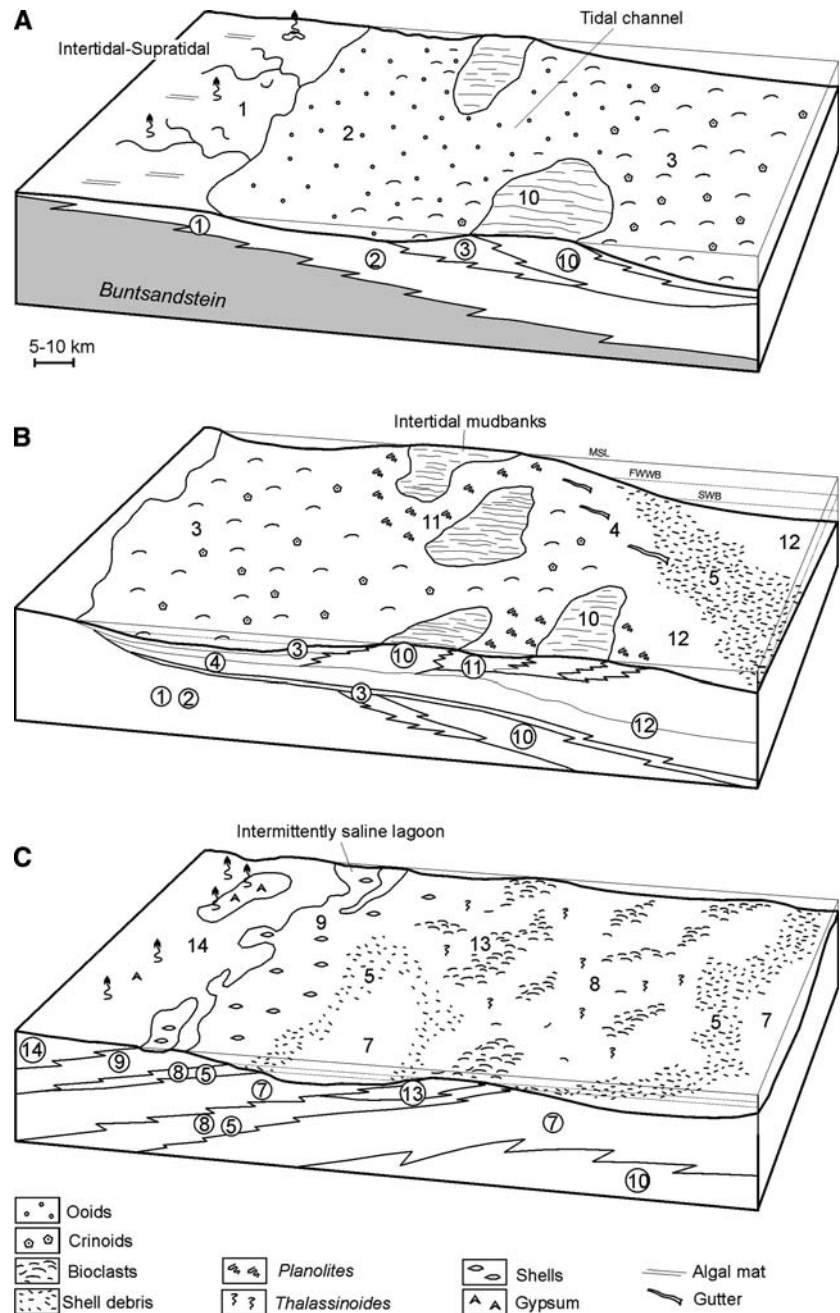 A
Tidal channel
Intertidal-Supratidal
1
2
3
10
①
②
③
⑩
Buntsandstein
5-10 km
B
Intertidal mudbanks
MSL
FWWB
SWB
3
11
4
12
5
10
12
③
④
⑩
⑪
① ②
③
⑫
⑩
C
Intermittently saline lagoon
14
9
13
5
8
5
7
7
⑭
⑨
⑧ ⑤
⑦
⑬
⑧ ⑤
⑦
⑩
Ooids
Crinoids
Bioclasts
Planolites
Shells
Algal mat
Shell debris
Thalassinoides
Gypsum
Gutter